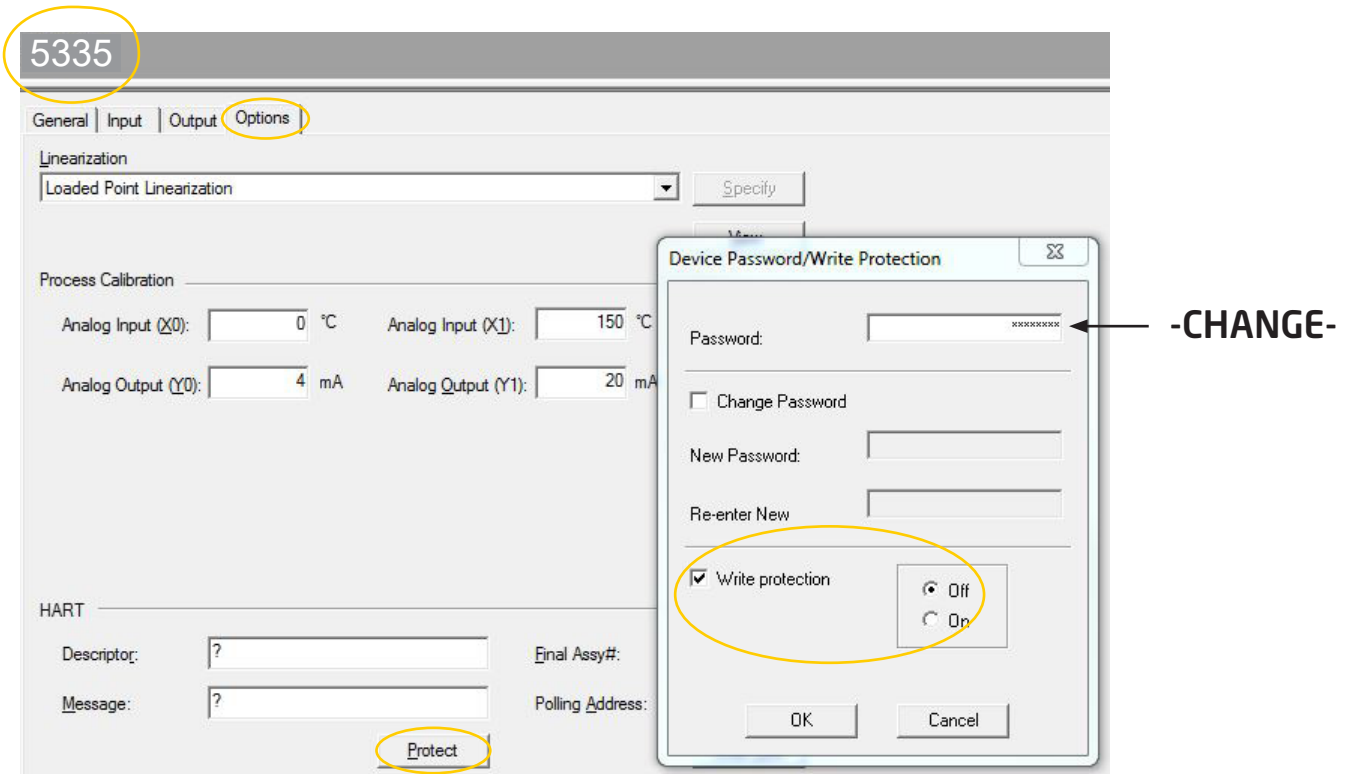 5335
General Input Output Options
Linearization
Loaded Point Linearization Specify
Process Calibration
Analog Input (X0): 0 °C Analog Input (X1): 150 °C
Analog Output (Y0): 4 mA Analog Output (Y1): 20 mA
HART
Descriptor: ? Final Assy#:
Message: ? Polling Address:
Protect
Device Password/Write Protection
Password: ******** -CHANGE-
Change Password
New Password:
Re-enter New
Write protection Off
On
OK Cancel